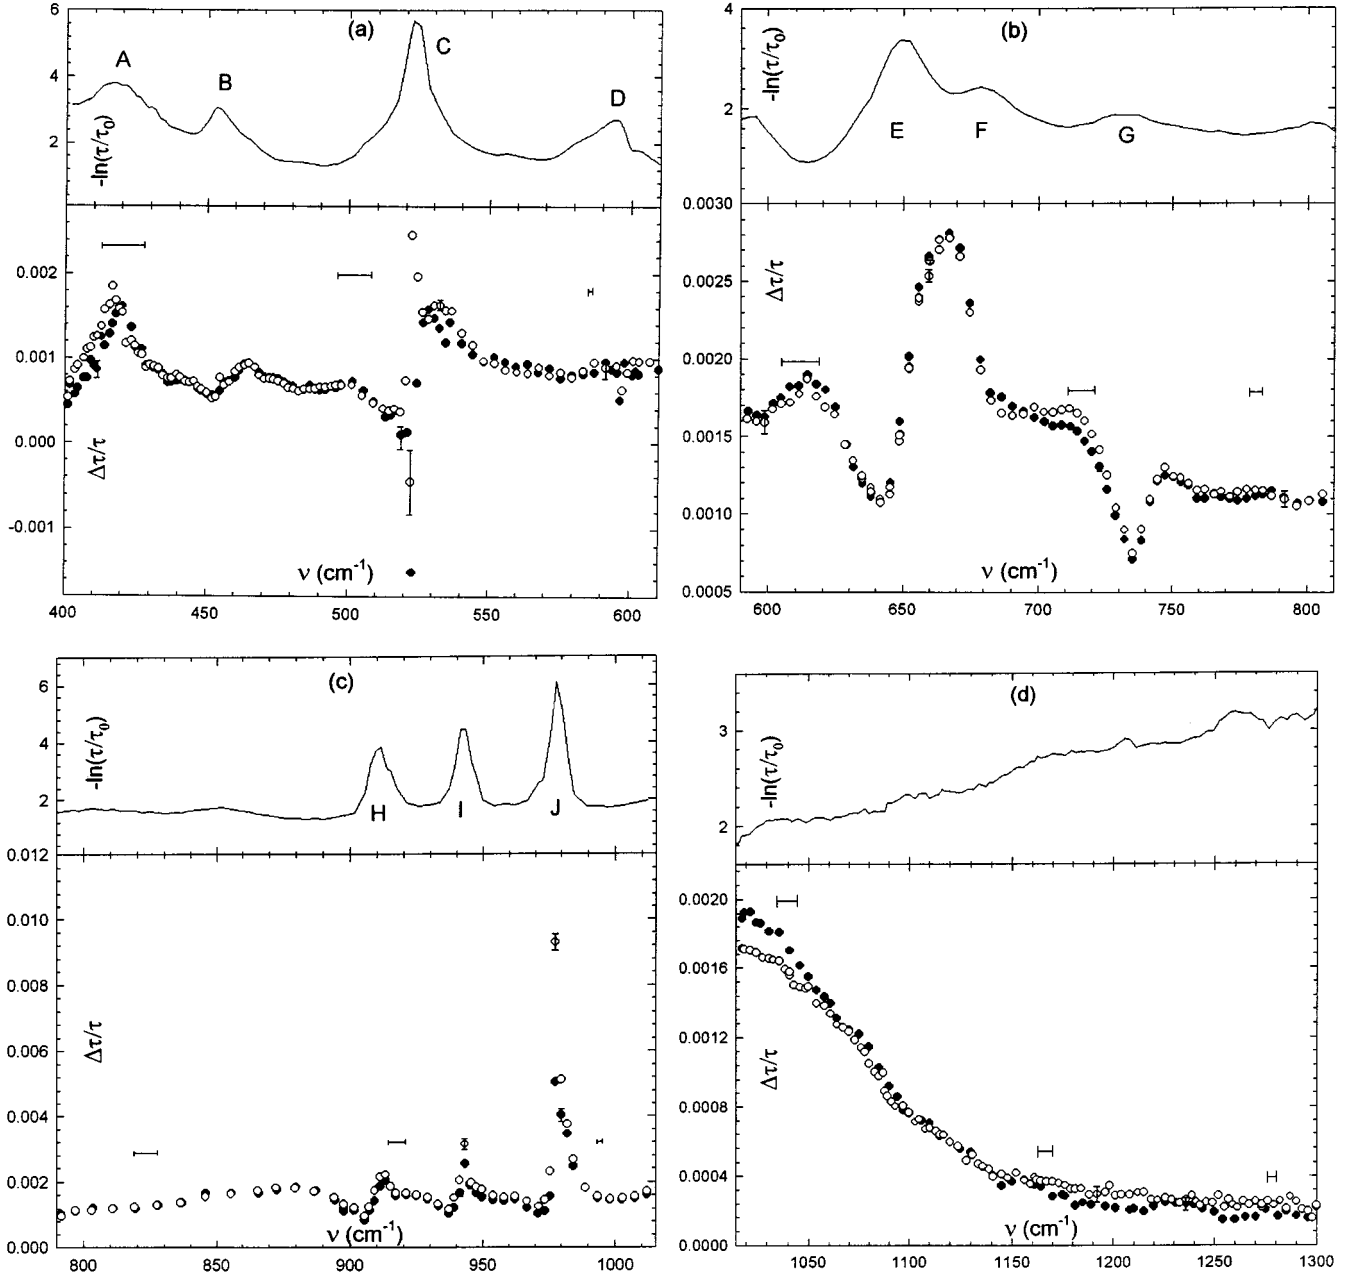 (a)
6
4
2
-ln(τ/τ₀)
A
B
C
D
0.002
0.001
0.000
-0.001
Δτ/τ
ν (cm⁻¹)
400 450 500 550 600
(b)
4
2
-ln(τ/τ₀)
E
F
G
0.0030
0.0025
0.0020
0.0015
0.0010
0.0005
Δτ/τ
ν (cm⁻¹)
600 650 700 750 800
(c)
6
4
2
-ln(τ/τ₀)
H
I
J
0.012
0.010
0.008
0.006
0.004
0.002
0.000
Δτ/τ
ν (cm⁻¹)
800 850 900 950 1000
(d)
3
2
-ln(τ/τ₀)
0.0020
0.0016
0.0012
0.0008
0.0004
0.0000
Δτ/τ
ν (cm⁻¹)
1050 1100 1150 1200 1250 1300